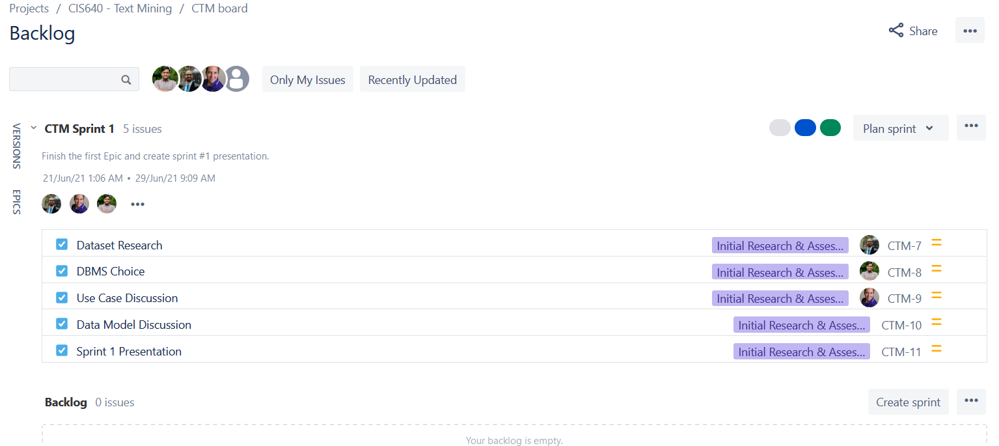 Projects / CIS640 - Text Mining / CTM board
Backlog
Share
Only My Issues
Recently Updated
VERSIONS
EPICS
CTM Sprint 1 5 issues
Plan sprint
Finish the first Epic and create sprint #1 presentation.
21/Jun/21 1:06 AM • 29/Jun/21 9:09 AM
Dataset Research Initial Research & Asses... CTM-7
DBMS Choice Initial Research & Asses... CTM-8
Use Case Discussion Initial Research & Asses... CTM-9
Data Model Discussion Initial Research & Asses... CTM-10
Sprint 1 Presentation Initial Research & Asses... CTM-11
Backlog 0 issues
Create sprint
Your backlog is empty.